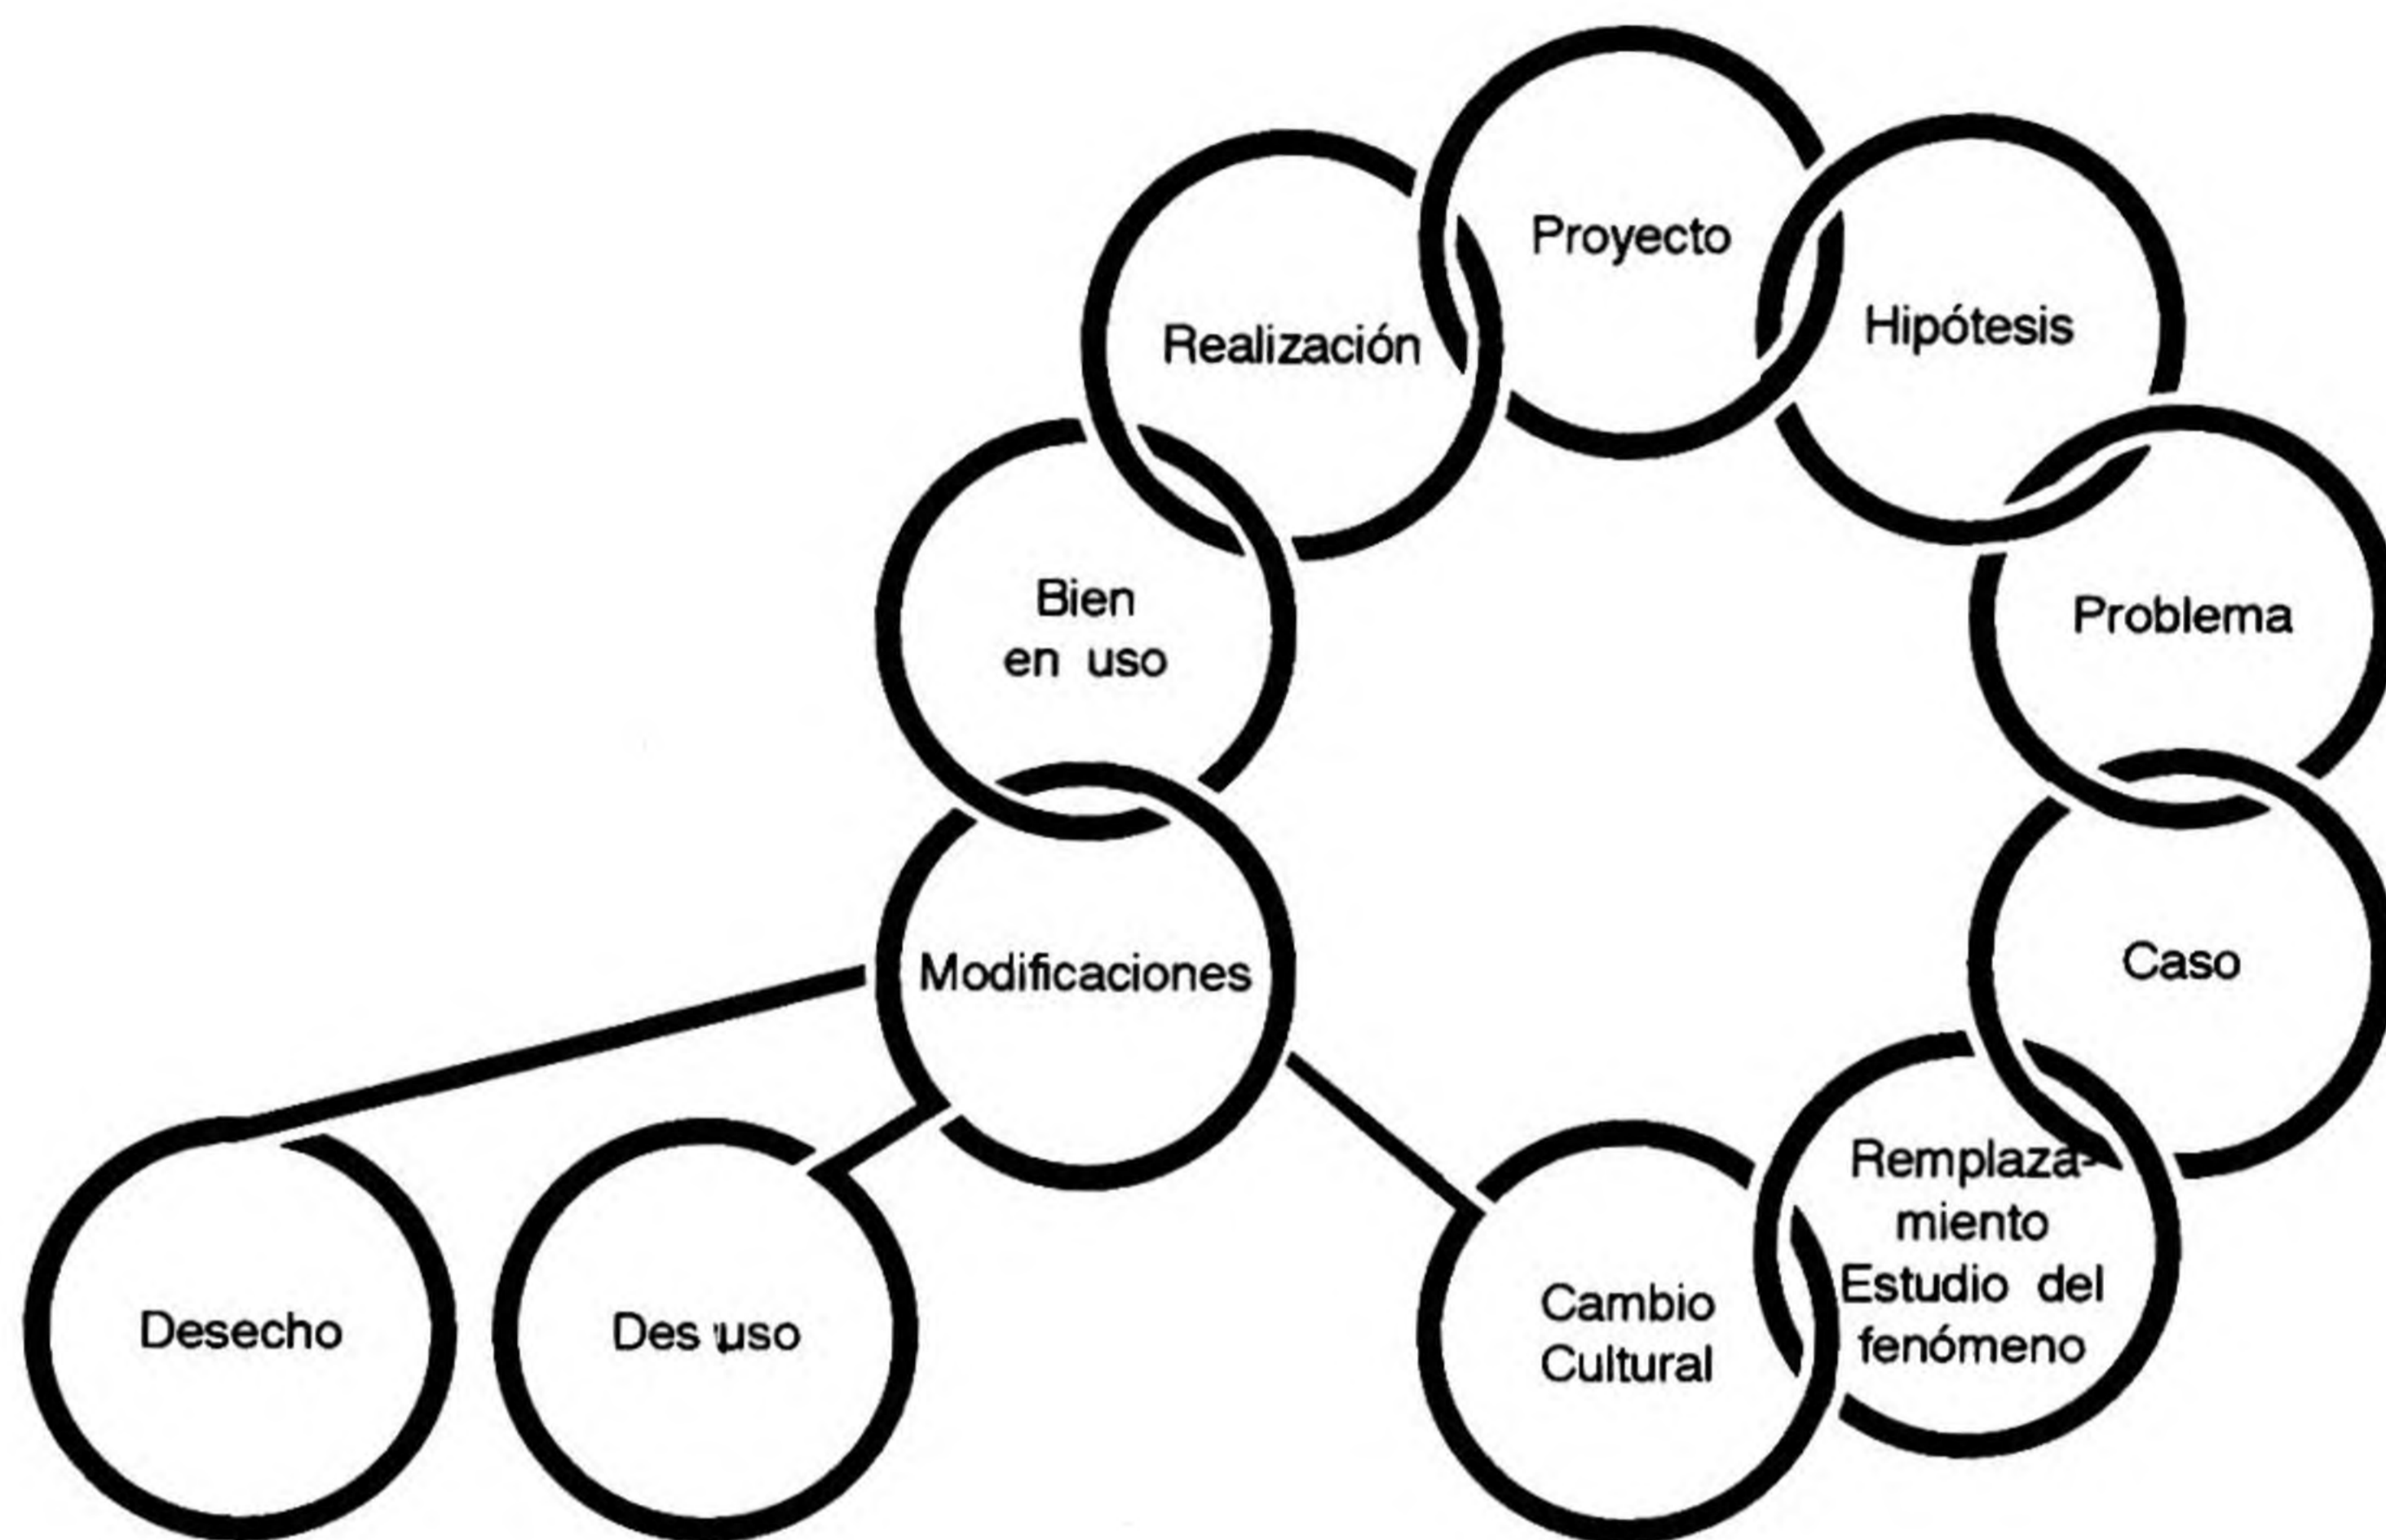 Proyecto
Hipótesis
Realización
Bien
en uso
Problema
Modificaciones
Caso
Remplaza-
miento
Estudio del
fenómeno
Cambio
Cultural
Desecho
Des uso